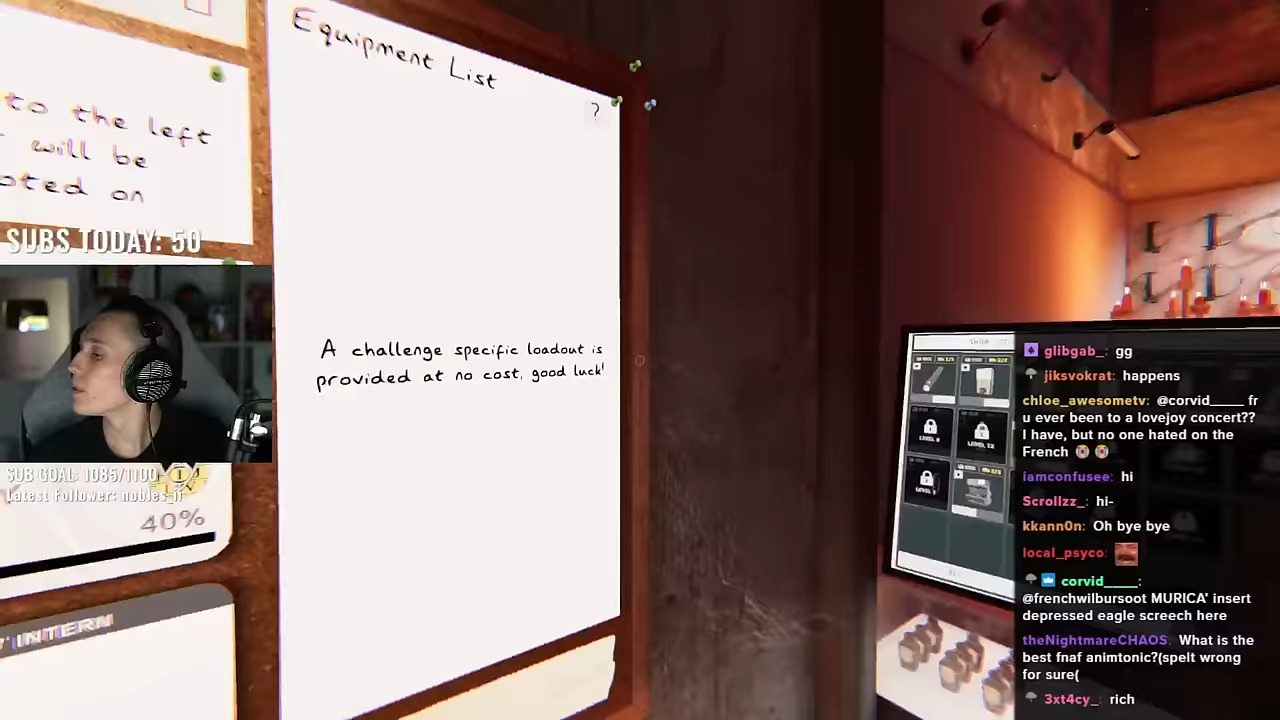 Equipment List
?
to the left
will be
on
SUBS TODAY: 50
A challenge specific loadout is
provided at no cost, good luck!
SUB GOAL: 1085/1100
Latest Follower: nobles_jf
40%
INTERN
glibgab_: gg
jiksvokrat: happens
chloe_awesometv: @corvid_____ fr
u ever been to a lovejoy concert??
I have, but no one hated on the
French
iamconfusee: hi
Scrollzz_: hi-
kkann0n: Oh bye bye
local_psyco:
corvid_____:
@frenchwilbursoot MURICA* insert
depressed eagle screech here
theNightmareCHAOS: What is the
best fnaf animtonic?(spelt wrong
for sure(
3xt4cy_: rich